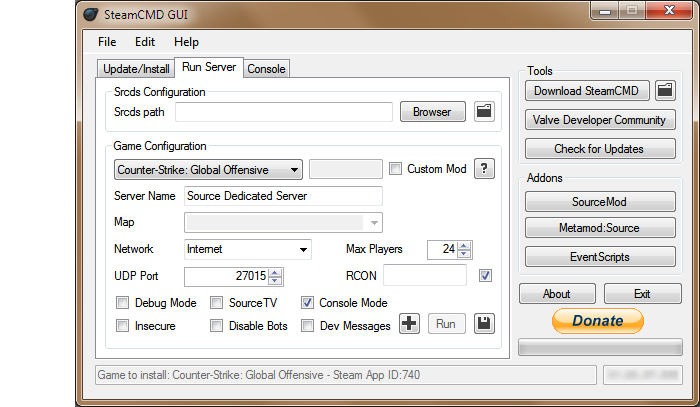 SteamCMD GUI
File Edit Help
Update/Install Run Server Console
Srcds Configuration
Srcds path Browser
Game Configuration
Counter-Strike: Global Offensive Custom Mod ?
Server Name Source Dedicated Server
Map
Network Internet Max Players 24
UDP Port 27015 RCON
Debug Mode SourceTV Console Mode
Insecure Disable Bots Dev Messages Run
Tools
Download SteamCMD
Valve Developer Community
Check for Updates
Addons
SourceMod
Metamod:Source
EventScripts
About Exit
Donate
Game to install: Counter-Strike: Global Offensive - Steam App ID:740